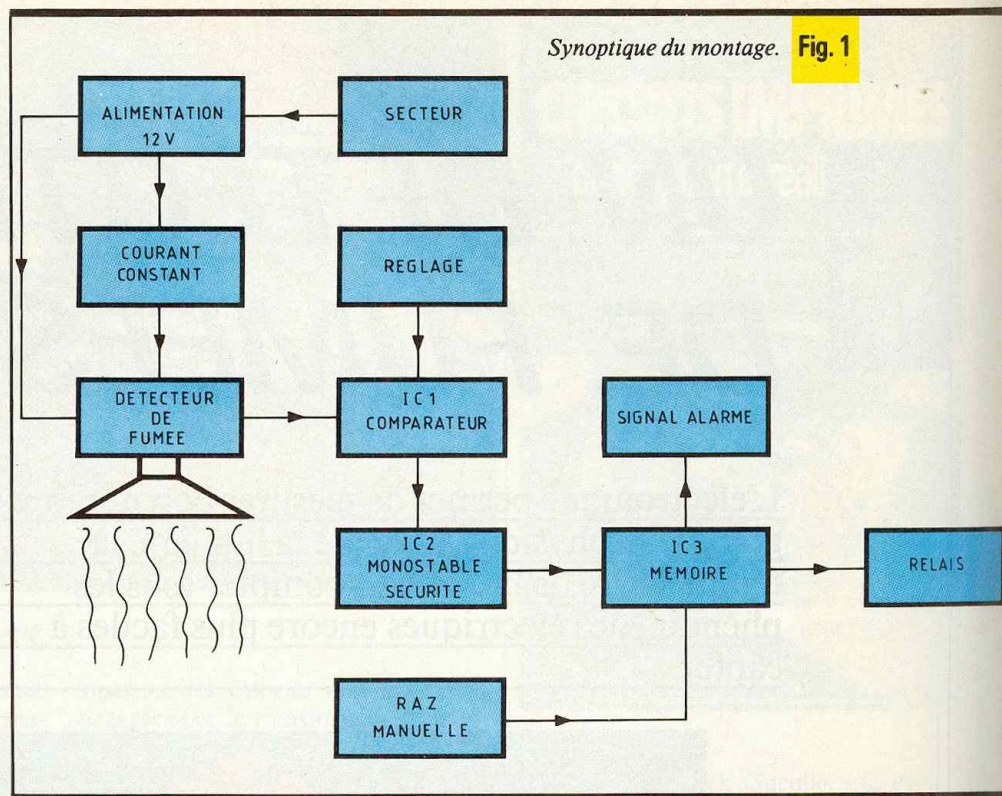 Synoptique du montage. Fig. 1
ALIMENTATION
12 V
SECTEUR
COURANT
CONSTANT
REGLAGE
DETECTEUR
DE
FUMEE
IC1
COMPARATEUR
SIGNAL ALARME
IC2
MONOSTABLE
SECURITE
IC3
MEMOIRE
RELAIS
RAZ
MANUELLE